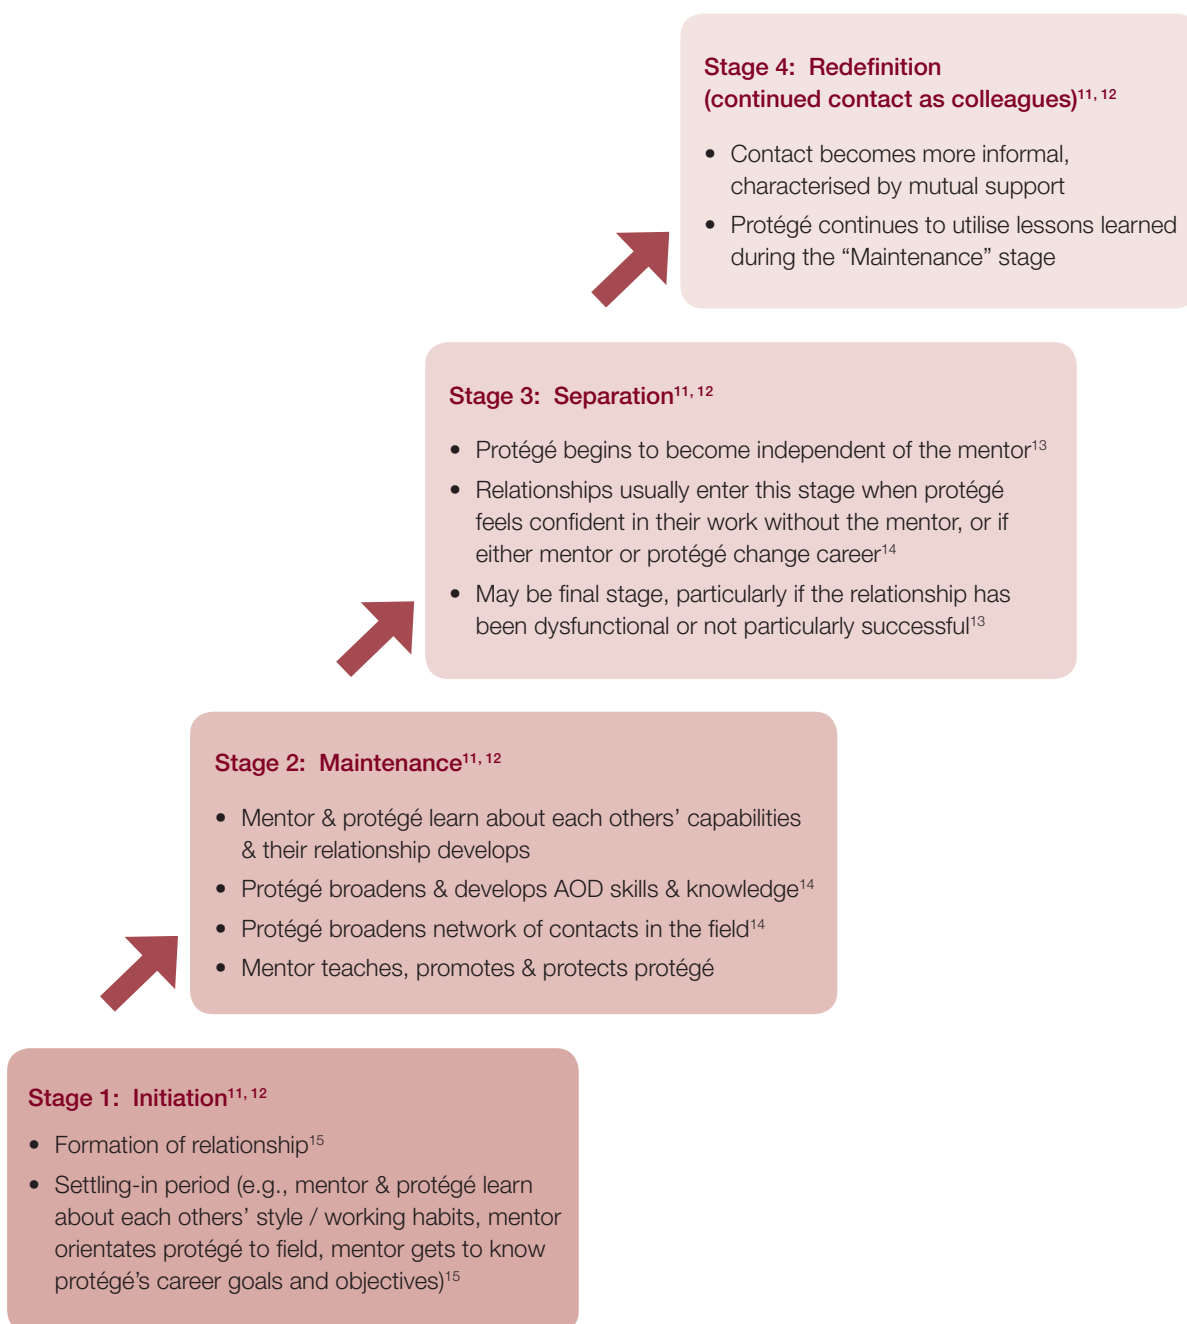 Stage 4: Redefinition
(continued contact as colleagues)11, 12
• Contact becomes more informal,
characterised by mutual support
• Protégé continues to utilise lessons learned
during the “Maintenance” stage
Stage 3: Separation11, 12
• Protégé begins to become independent of the mentor13
• Relationships usually enter this stage when protégé
feels confident in their work without the mentor, or if
either mentor or protégé change career14
• May be final stage, particularly if the relationship has
been dysfunctional or not particularly successful13
Stage 2: Maintenance11, 12
• Mentor & protégé learn about each others’ capabilities
& their relationship develops
• Protégé broadens & develops AOD skills & knowledge14
• Protégé broadens network of contacts in the field14
• Mentor teaches, promotes & protects protégé
Stage 1: Initiation11, 12
• Formation of relationship15
• Settling-in period (e.g., mentor & protégé learn
about each others’ style / working habits, mentor
orientates protégé to field, mentor gets to know
protégé’s career goals and objectives)15